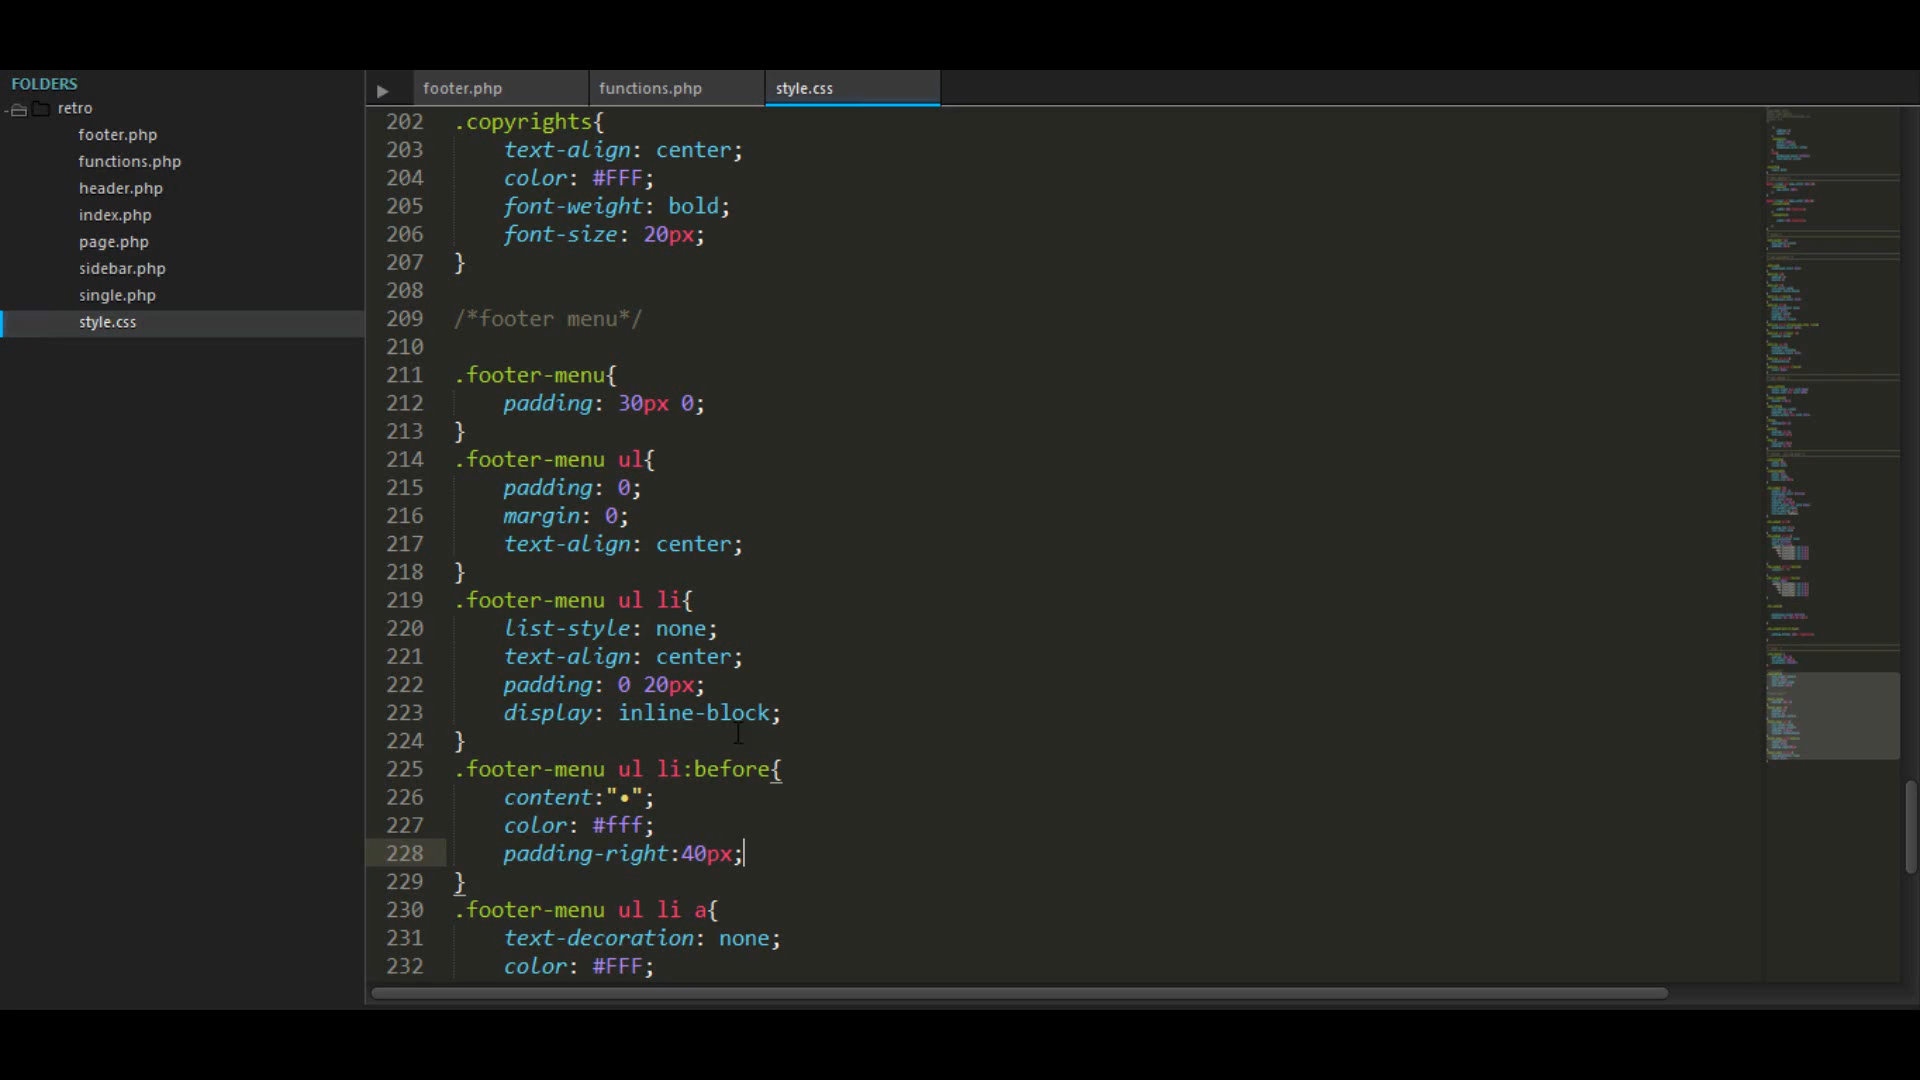 FOLDERS
retro
footer.php
functions.php
header.php
index.php
page.php
sidebar.php
single.php
style.css
footer.php functions.php style.css
202 .copyrights{
203 text-align: center;
204 color: #FFF;
205 font-weight: bold;
206 font-size: 20px;
207 }
208
209 /*footer menu*/
210
211 .footer-menu{
212 padding: 30px 0;
213 }
214 .footer-menu ul{
215 padding: 0;
216 margin: 0;
217 text-align: center;
218 }
219 .footer-menu ul li{
220 list-style: none;
221 text-align: center;
222 padding: 0 20px;
223 display: inline-block;
224 }
225 .footer-menu ul li:before{
226 content:"•";
227 color: #fff;
228 padding-right:40px;
229 }
230 .footer-menu ul li a{
231 text-decoration: none;
232 color: #FFF;